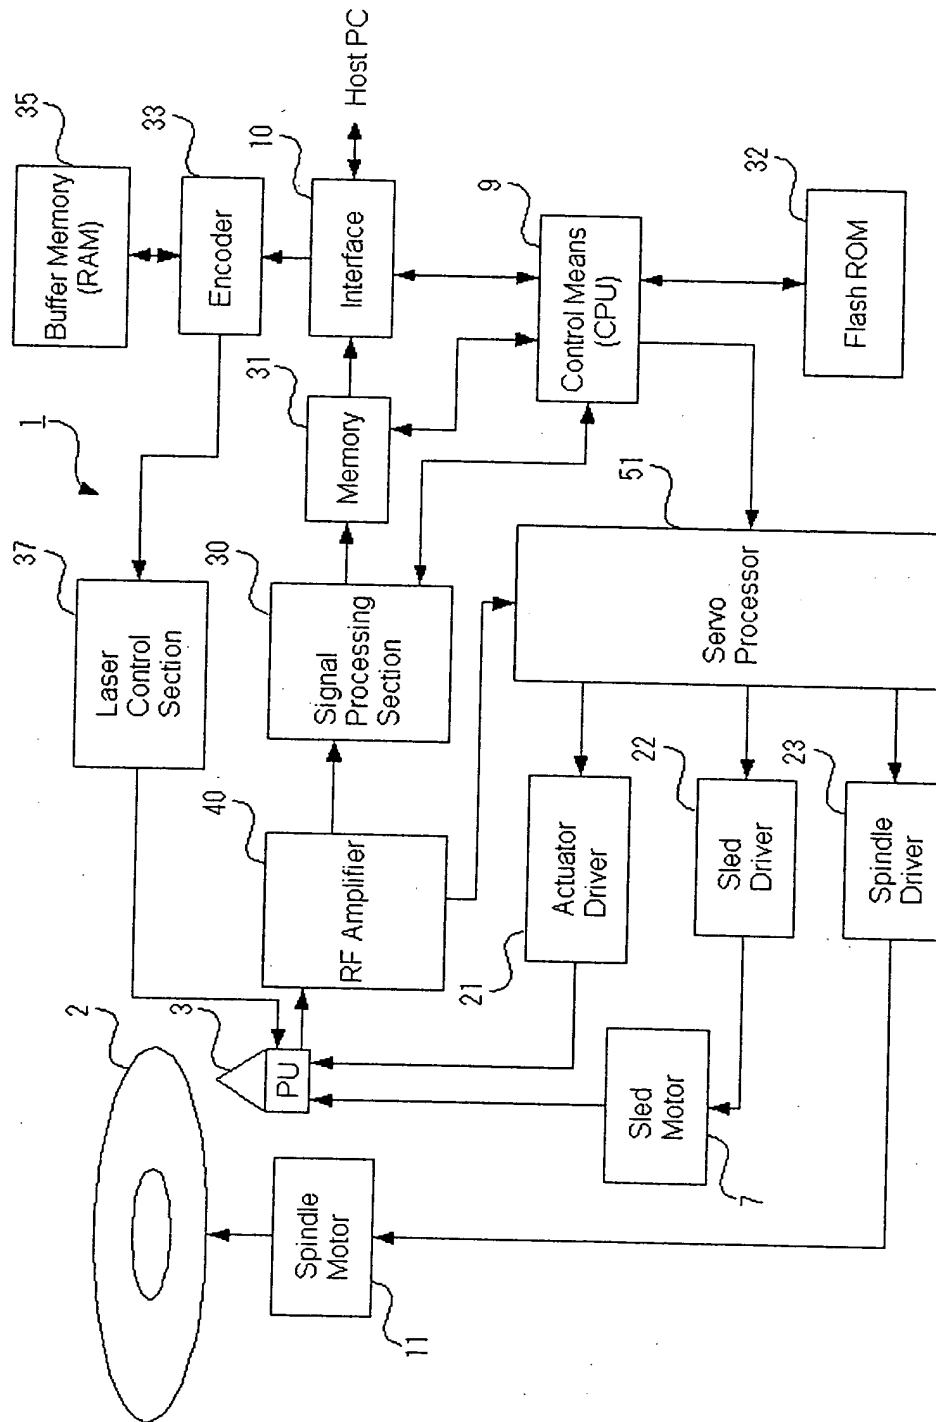 1
2
3
PU
37
Laser
Control
Section
35
Buffer Memory
(RAM)
33
Encoder
10
Interface
Host PC
40
RF Amplifier
30
Signal
Processing
Section
31
Memory
9
Control Means
(CPU)
32
Flash ROM
51
Servo
Processor
21
Actuator
Driver
22
Sled
Driver
23
Spindle
Driver
Sled
Motor
7
Spindle
Motor
11